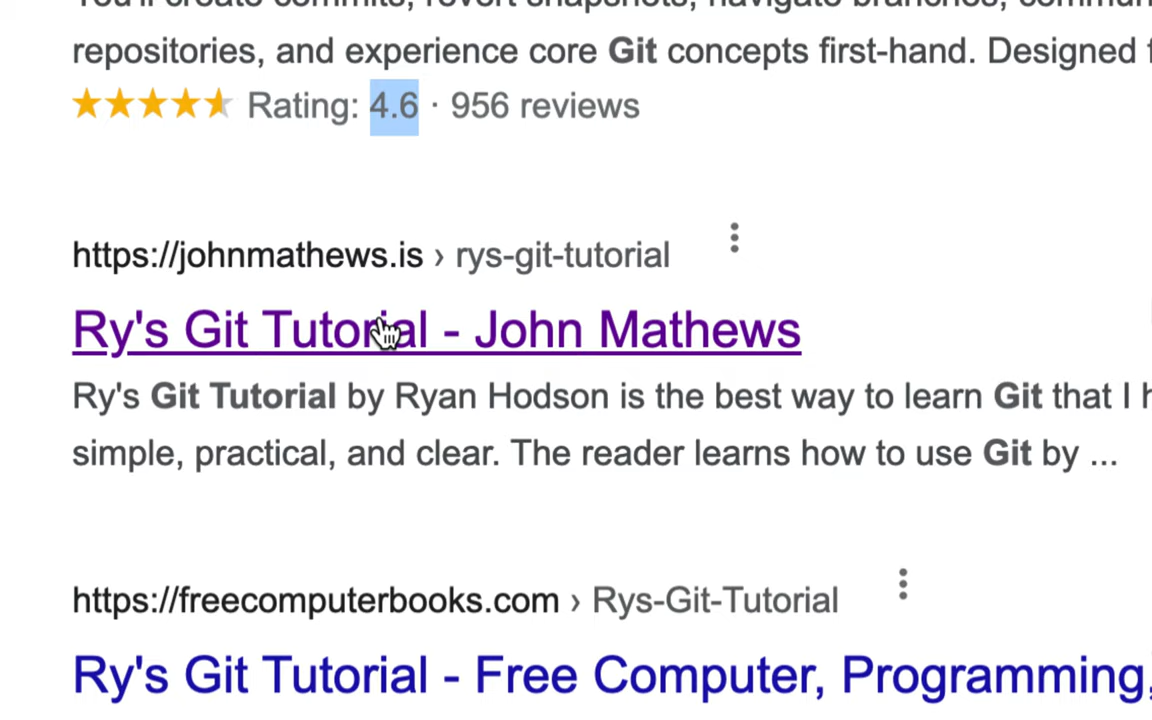 repositories, and experience core Git concepts first-hand. Designed
Rating: 4.6 · 956 reviews
https://johnmathews.is › rys-git-tutorial
Ry's Git Tutorial - John Mathews
Ry's Git Tutorial by Ryan Hodson is the best way to learn Git that I
simple, practical, and clear. The reader learns how to use Git by ...
https://freecomputerbooks.com › Rys-Git-Tutorial
Ry's Git Tutorial - Free Computer, Programming,